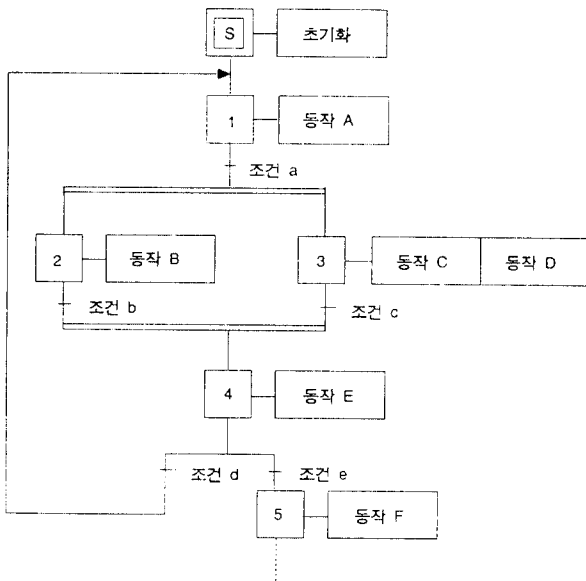 S 초기화
1 동작 A
조건 a
2 동작 B 3 동작 C 동작 D
조건 b 조건 c
4 동작 E
조건 d 조건 e
5 동작 F